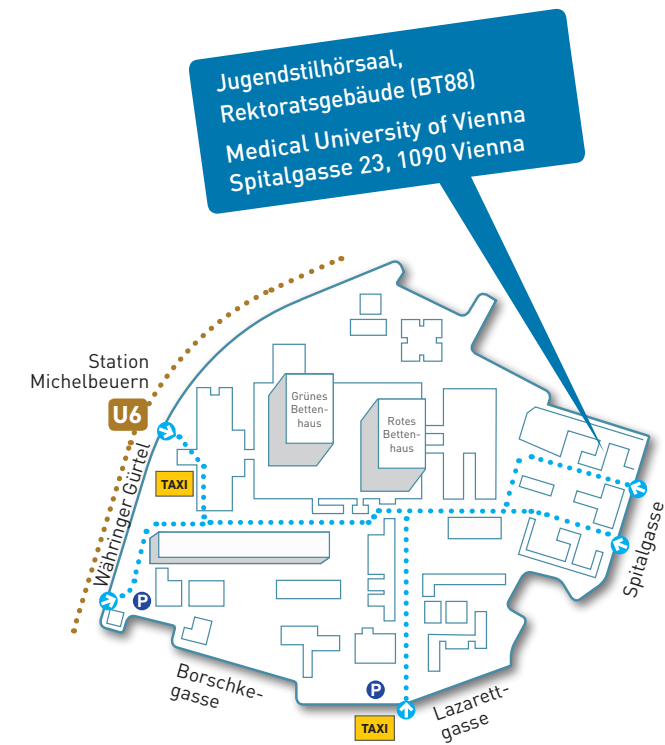 Jugendstilhörsaal,
Rektoratsgebäude (BT88)
Medical University of Vienna
Spitalgasse 23, 1090 Vienna
Station
Michelbeuern
U6
Währinger Gürtel
TAXI
Grünes
Betten-
haus
Rotes
Betten-
haus
Spitalgasse
P
Borschke-
gasse
P
TAXI
Lazarett-
gasse